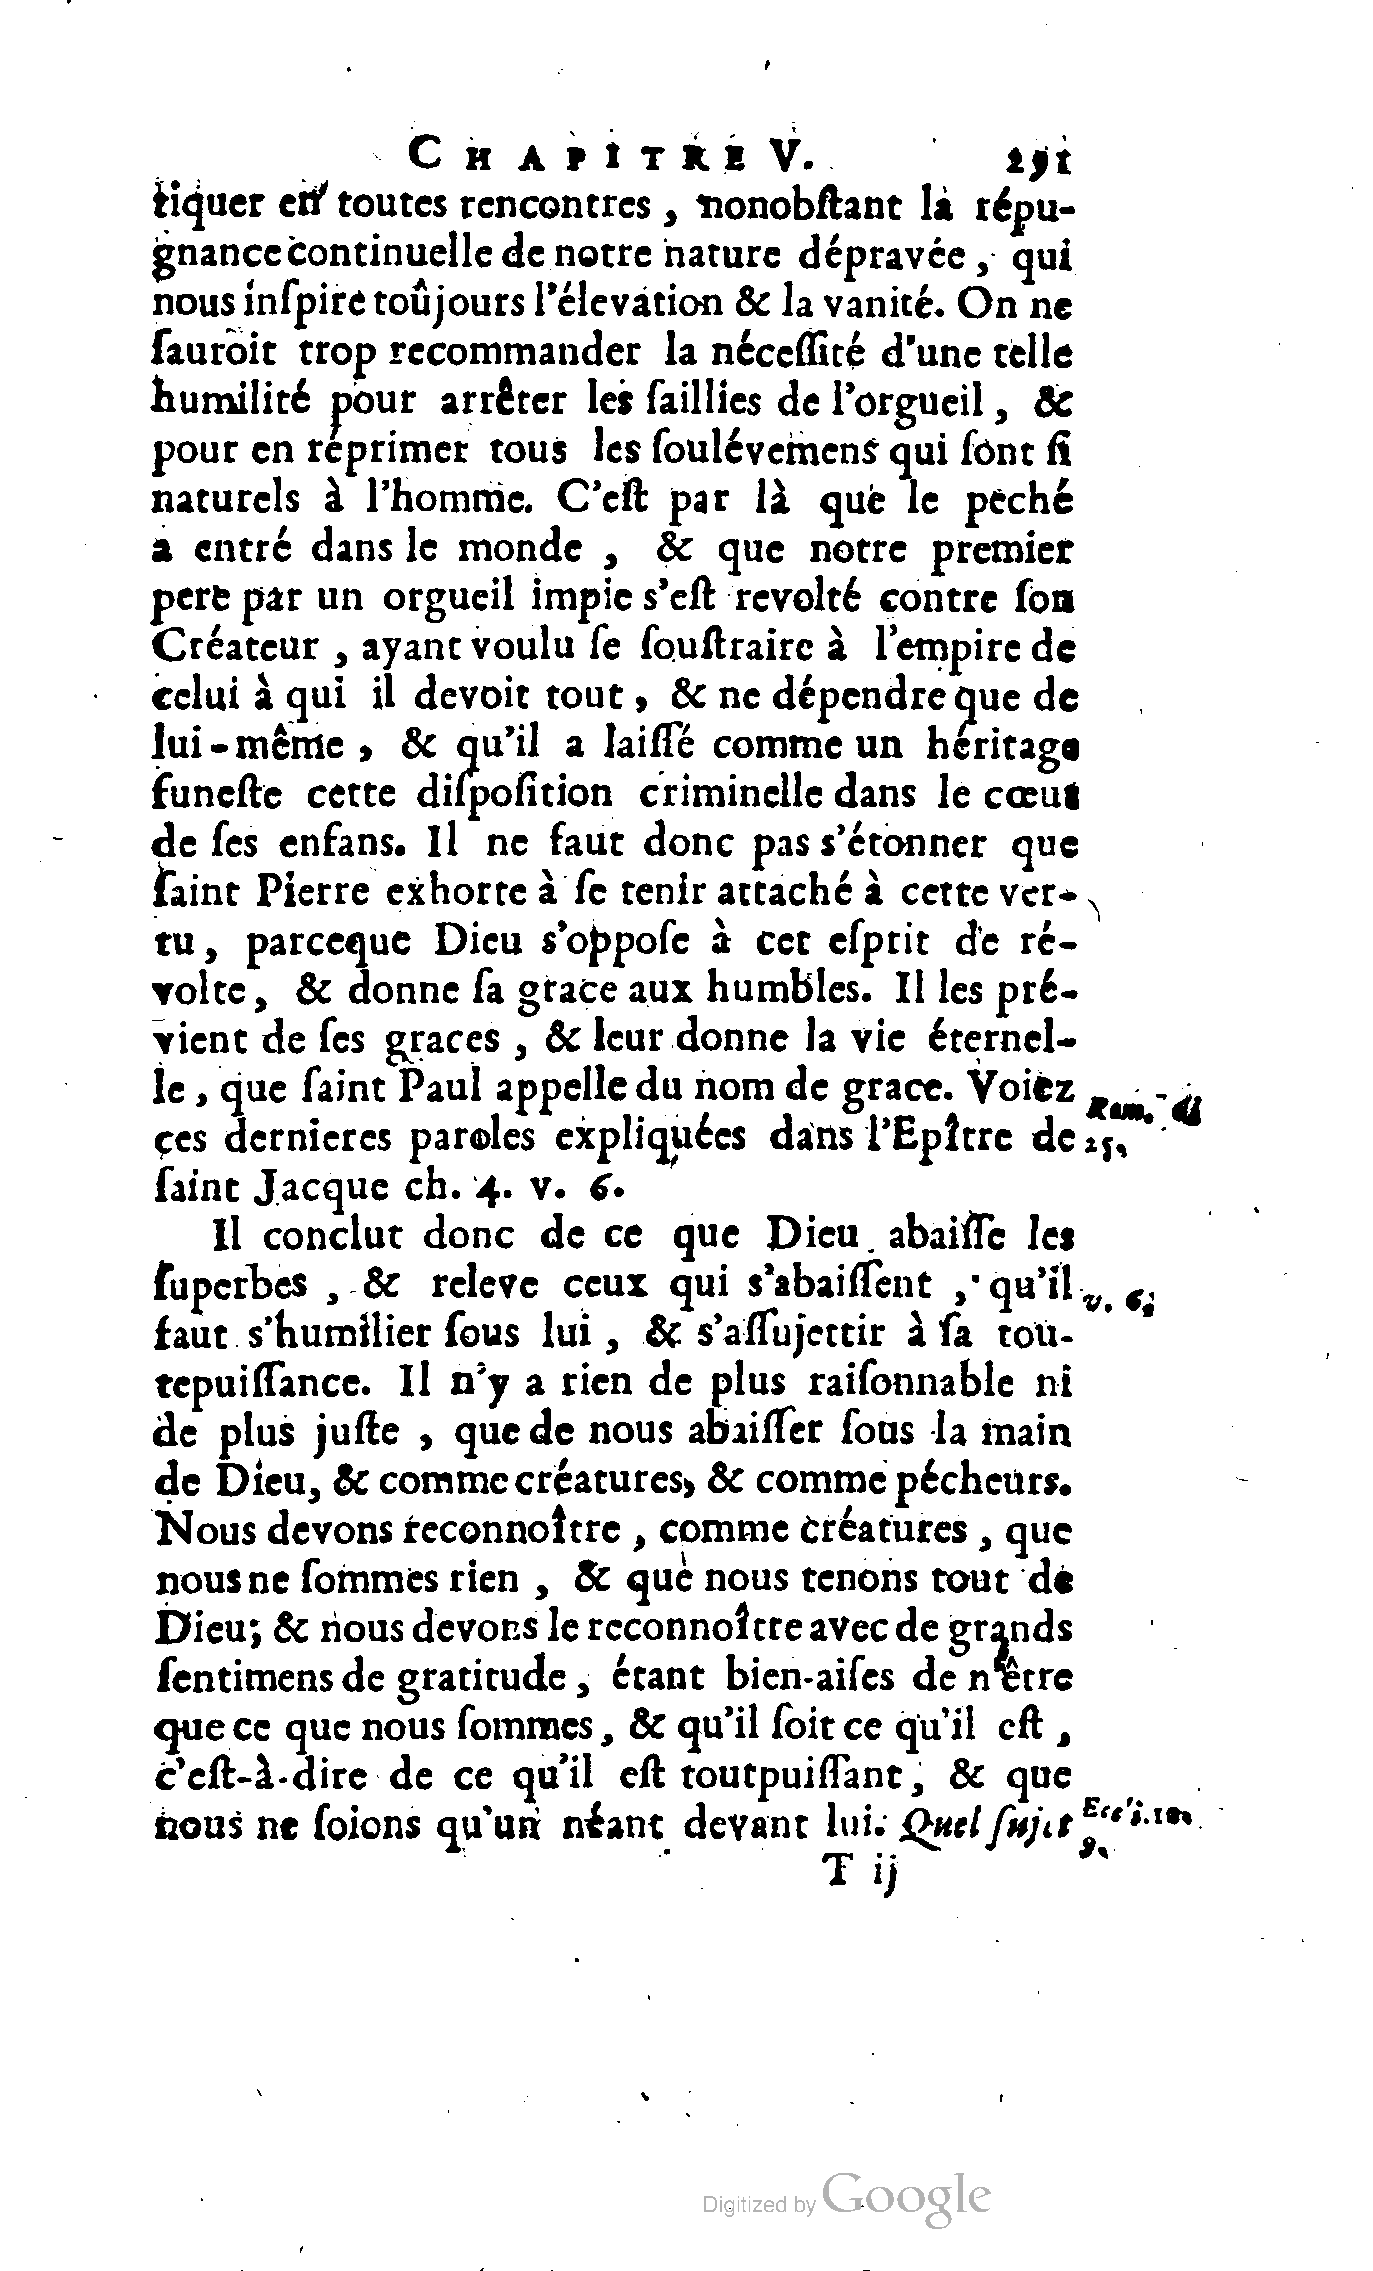 CHAPITRE V. 291
tiquer en toutes rencontres, nonobſtant la répu-
gnance continuelle de notre nature dépravée, qui
nous inſpire toûjours l'élevation & la vanité. On ne
ſauroit trop recommander la néceſſité d'une telle
humilité pour arrêter les ſaillies de l'orgueil, &
pour en réprimer tous les ſoulévemens qui ſont ſi
naturels à l'homme. C'eſt par là que le peché
a entré dans le monde, & que notre premier
pere par un orgueil impie s'eſt revolté contre ſon
Créateur, ayant voulu ſe ſouſtraire à l'empire de
celui à qui il devoit tout, & ne dépendre que de
lui-même, & qu'il a laiſſé comme un héritage
funeſte cette diſpoſition criminelle dans le cœur
de ſes enfans. Il ne faut donc pas s'étonner que
ſaint Pierre exhorte à ſe tenir attaché à cette ver-
tu, parceque Dieu s'oppoſe à cet eſprit de ré-
volte, & donne ſa grace aux humbles. Il les pré-
vient de ſes graces, & leur donne la vie éternel-
le, que ſaint Paul appelle du nom de grace. Voiez
Rom.
ces dernieres paroles expliquées dans l'Epître de
ſaint Jacque ch. 4. v. 6.
Il conclut donc de ce que Dieu abaiſſe les
ſuperbes, & releve ceux qui s'abaiſſent, qu'il
v. 6.
faut s'humilier ſous lui, & s'aſſujettir à ſa tou-
tepuiſſance. Il n'y a rien de plus raiſonnable ni
de plus juſte, que de nous abaiſſer ſous la main
de Dieu, & comme créatures, & comme pécheurs.
Nous devons reconnoître, comme créatures, que
nous ne ſommes rien, & que nous tenons tout de
Dieu; & nous devons le reconnoître avec de grands
ſentimens de gratitude, étant bien-aiſes de n'être
que ce que nous ſommes, & qu'il ſoit ce qu'il eſt,
c'eſt-à-dire de ce qu'il eſt toutpuiſſant, & que
nous ne ſoions qu'un néant devant lui. Quel ſujet
Eccli. 10.
9.
T ij
Digitized by Google